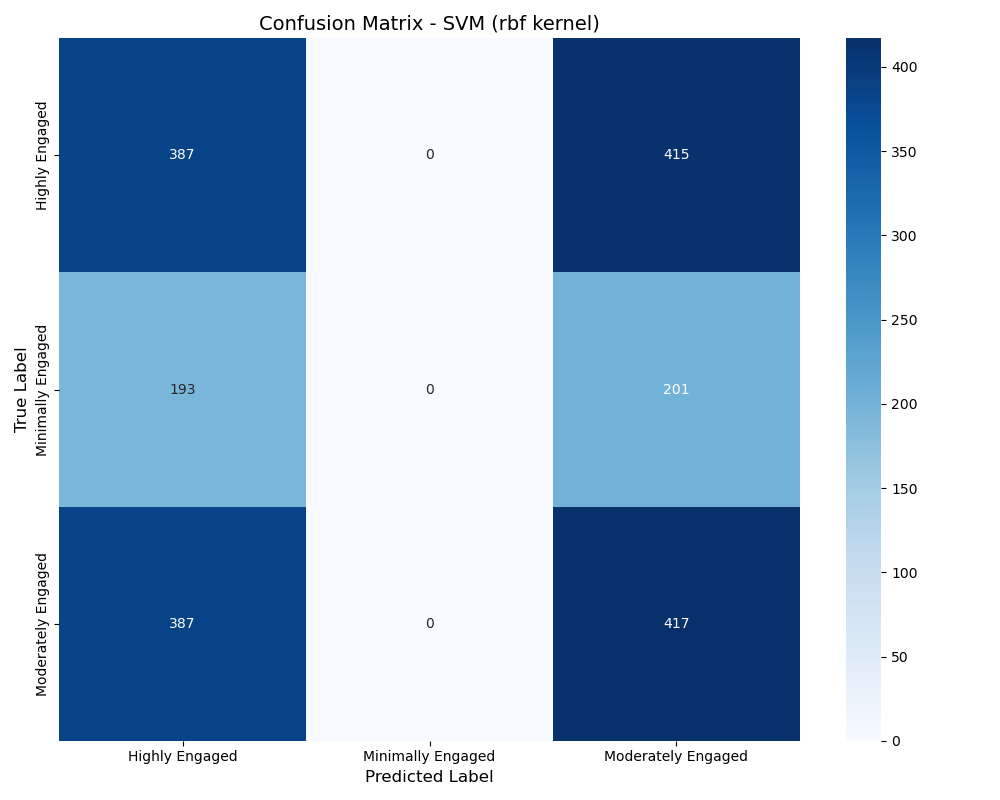 Confusion Matrix - SVM (rbf kernel)
True Label
Highly Engaged
387
0
415
Minimally Engaged
193
0
201
Moderately Engaged
387
0
417
Highly Engaged
Minimally Engaged
Moderately Engaged
Predicted Label
400
350
300
250
200
150
100
50
0